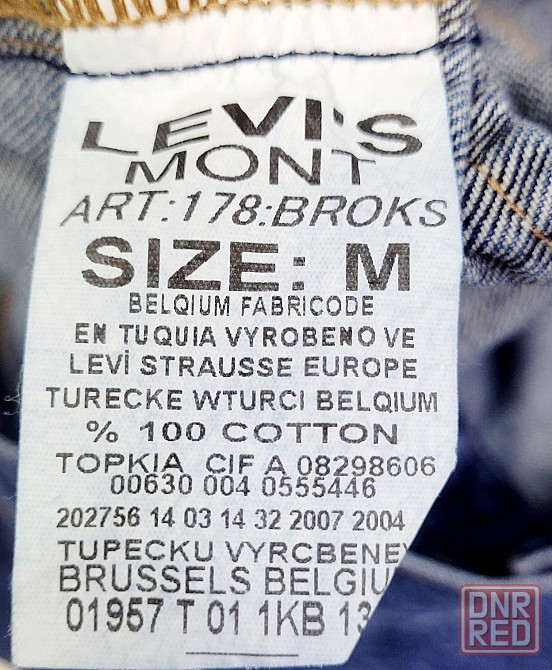 LEVI'S
MONT
ART:178:BROKS
SIZE: M
BELQIUM FABRICODE
EN TUQUIA VYROBENO VE
LEVİ STRAUSSE EUROPE
TURECKE WTURCI BELQIUM
% 100 COTTON
TOPKIA CIF A 08298606
00630 004 0555446
202756 14 03 14 32 2007 2004
TUPECKU VYRCBENE
BRUSSELS BELGIU
01957 T 01 1KB 13
DNR
RED